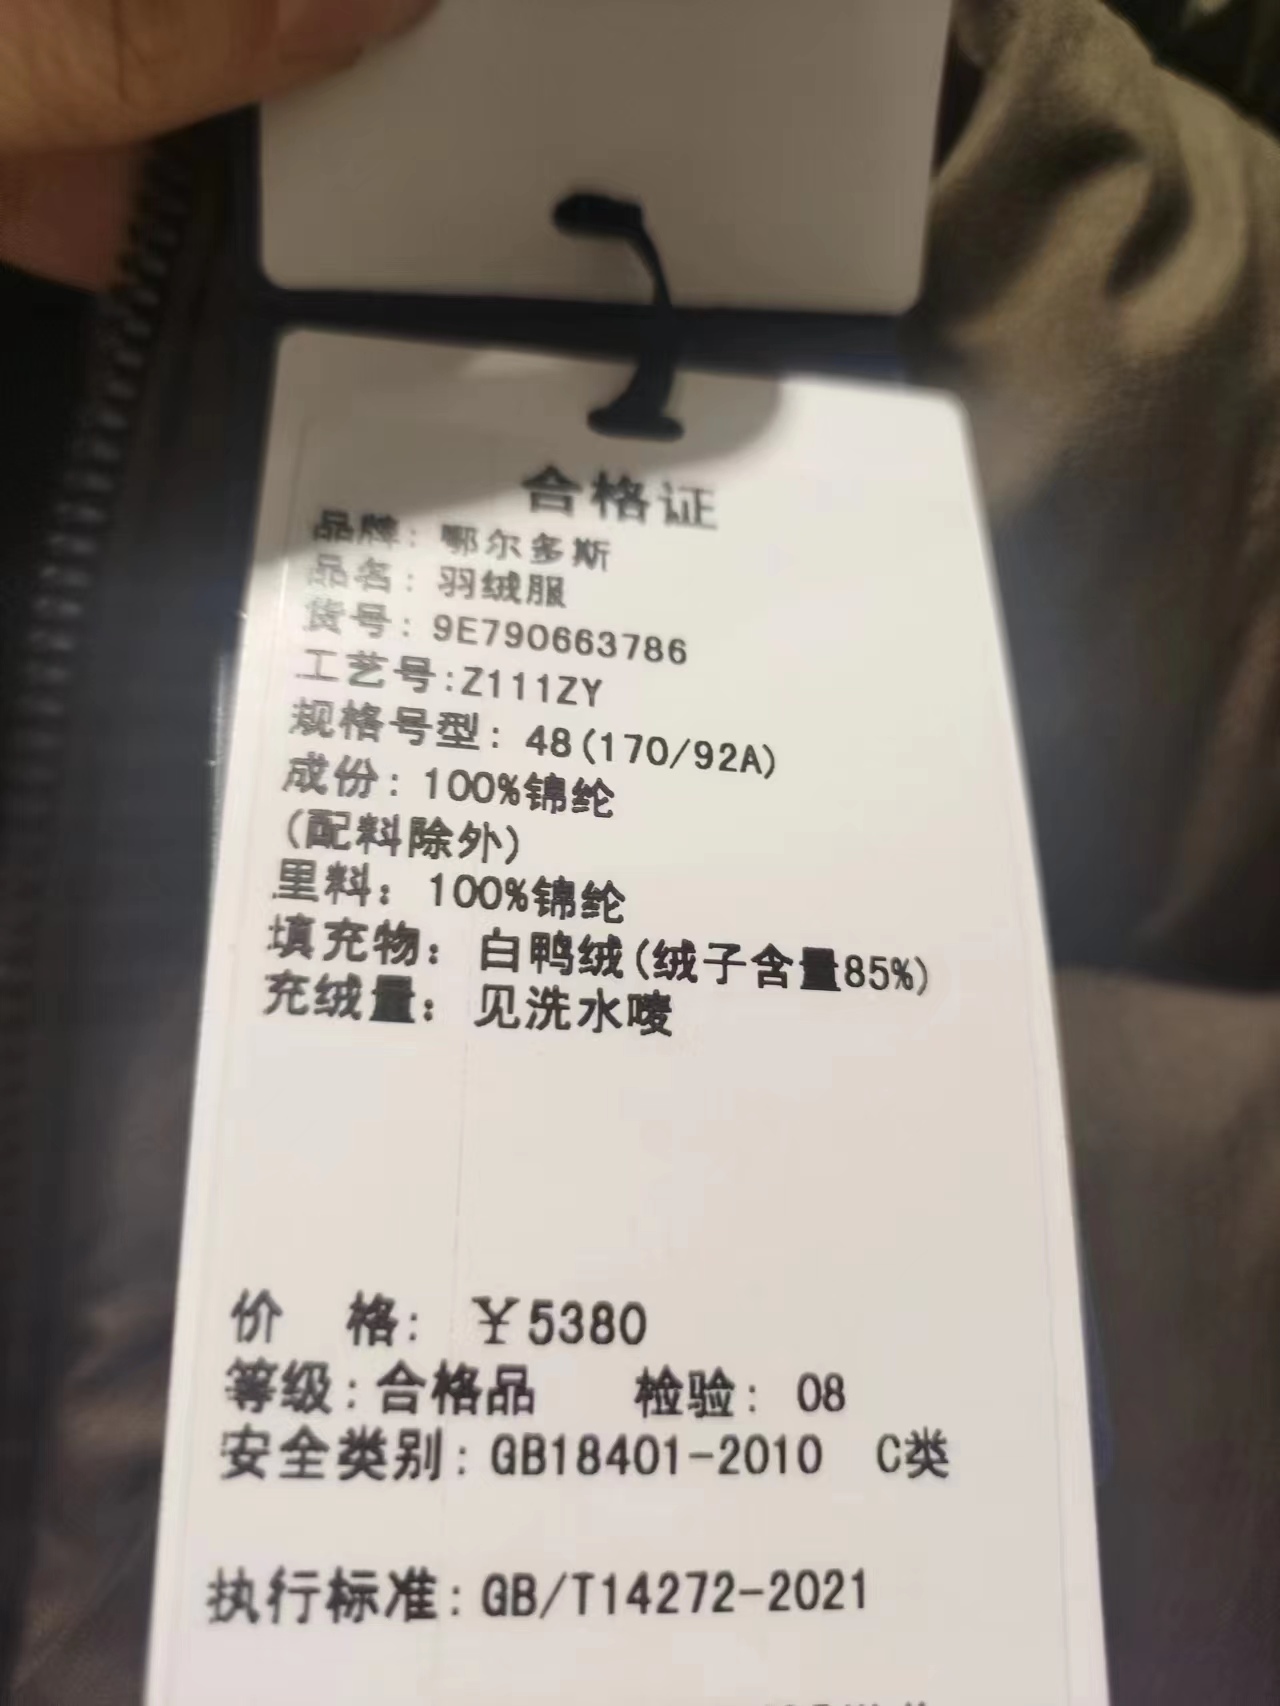 合格证
品牌: 鄂尔多斯
品名: 羽绒服
货号: 9E790663786
工艺号:Z111ZY
规格号型: 48(170/92A)
成份: 100%锦纶
(配料除外)
里料: 100%锦纶
填充物: 白鸭绒(绒子含量85%)
充绒量: 见洗水唛
价 格: ￥5380
等级:合格品 检验: 08
安全类别:GB18401-2010 C类
执行标准:GB/T14272-2021